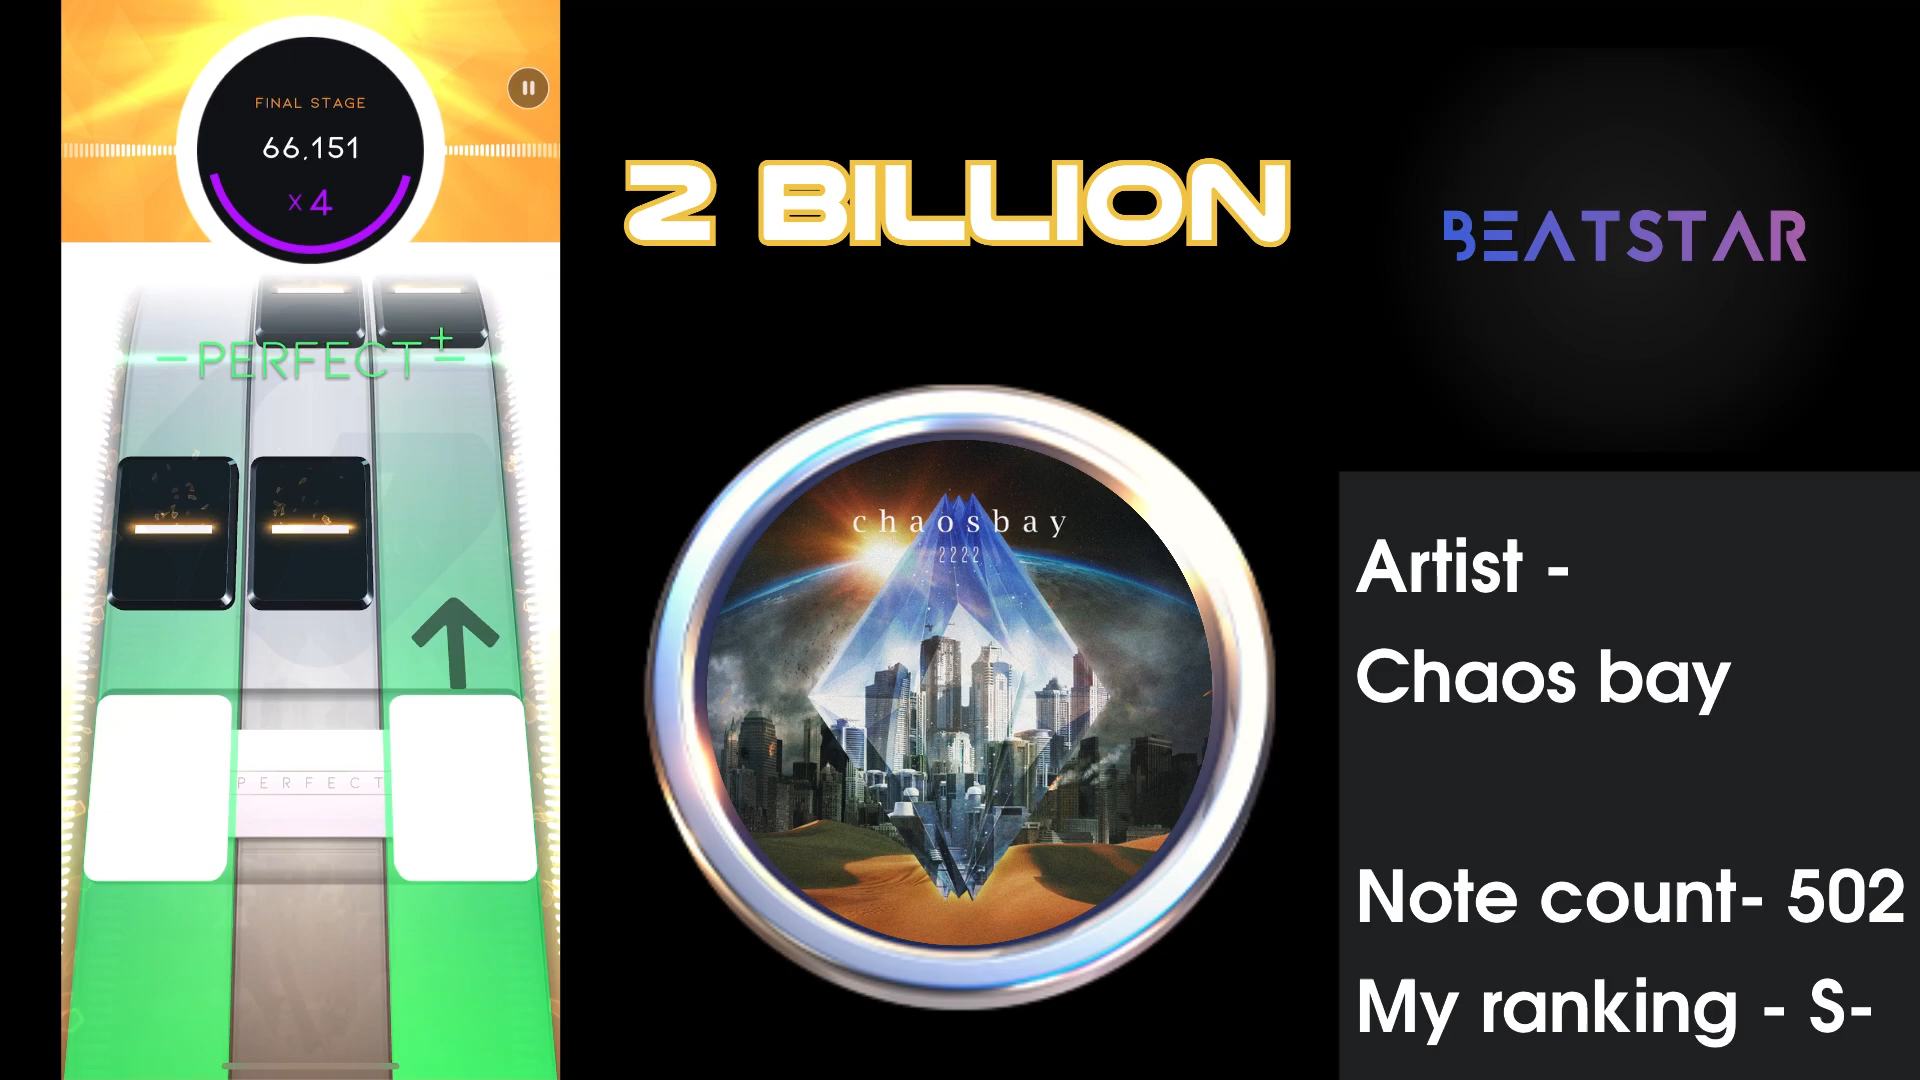 FINAL STAGE
66,151
x4
PERFECT+
PERFECT
2 BILLION
chaosbay
2222
BEATSTAR
Artist -
Chaos bay
Note count- 502
My ranking - S-